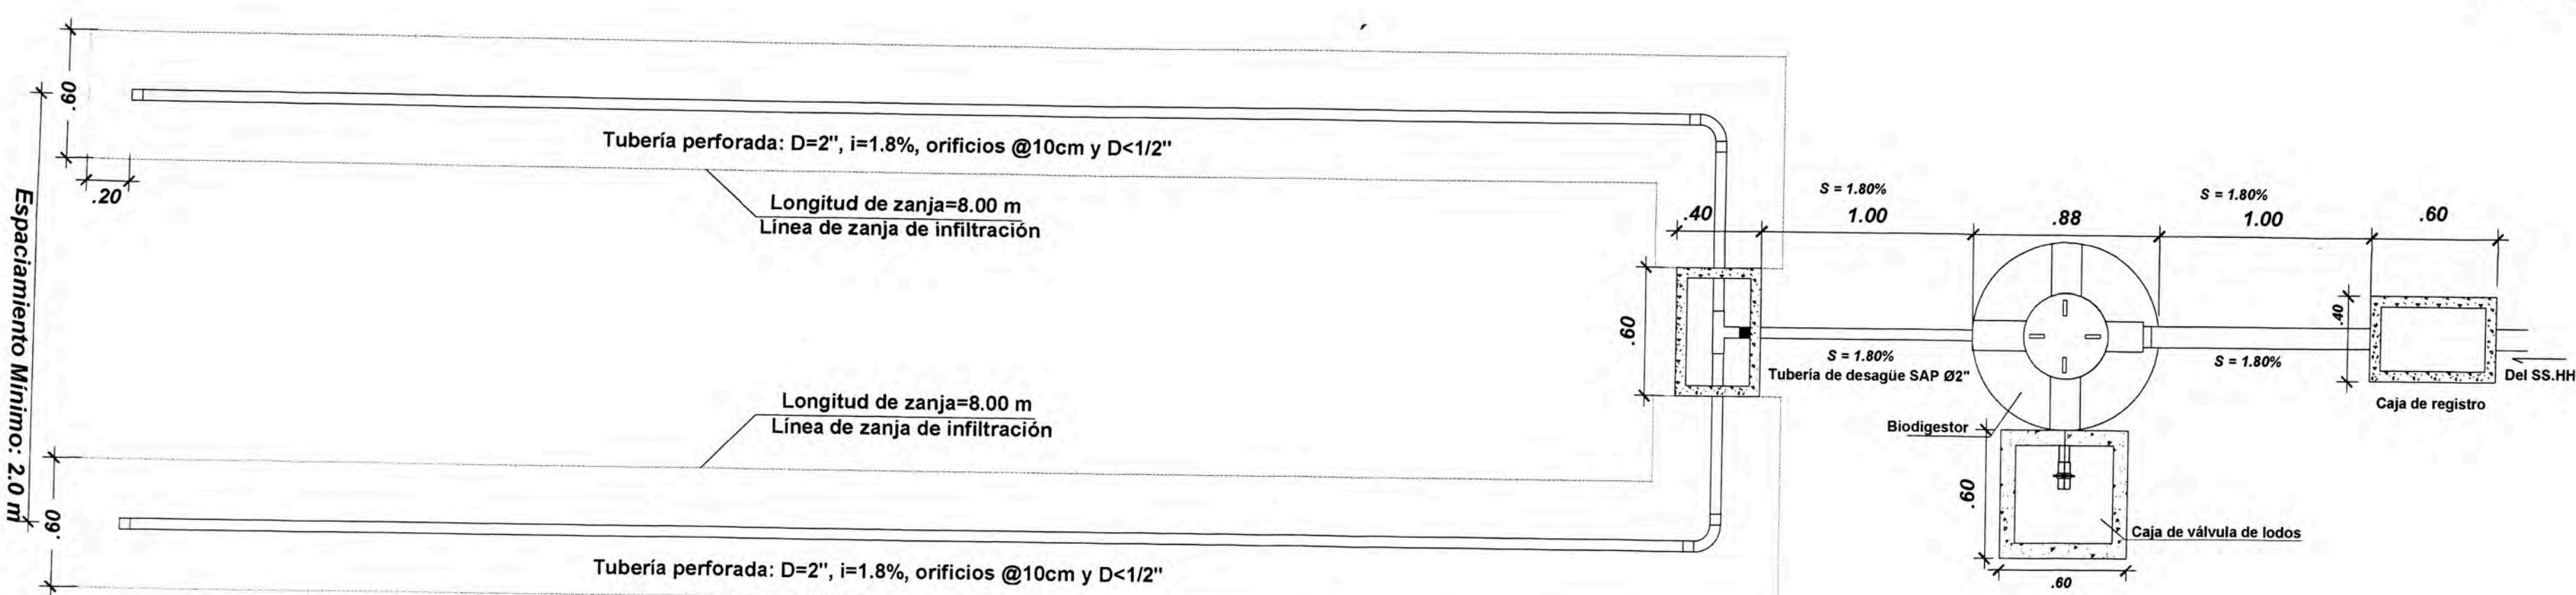 .60
Tubería perforada: D=2", i=1.8%, orificios @10cm y D<1/2"
.20
Longitud de zanja=8.00 m
Línea de zanja de infiltración
Espaciamiento Mínimo: 2.0 m
S = 1.80%
S = 1.80%
.40
1.00
.88
1.00
.60
.60
.40
S = 1.80%
Tubería de desagüe SAP Ø2"
S = 1.80%
Del SS.HH
Caja de registro
Longitud de zanja=8.00 m
Línea de zanja de infiltración
Biodigestor
.60
Caja de válvula de lodos
.60
.60
Tubería perforada: D=2", i=1.8%, orificios @10cm y D<1/2"